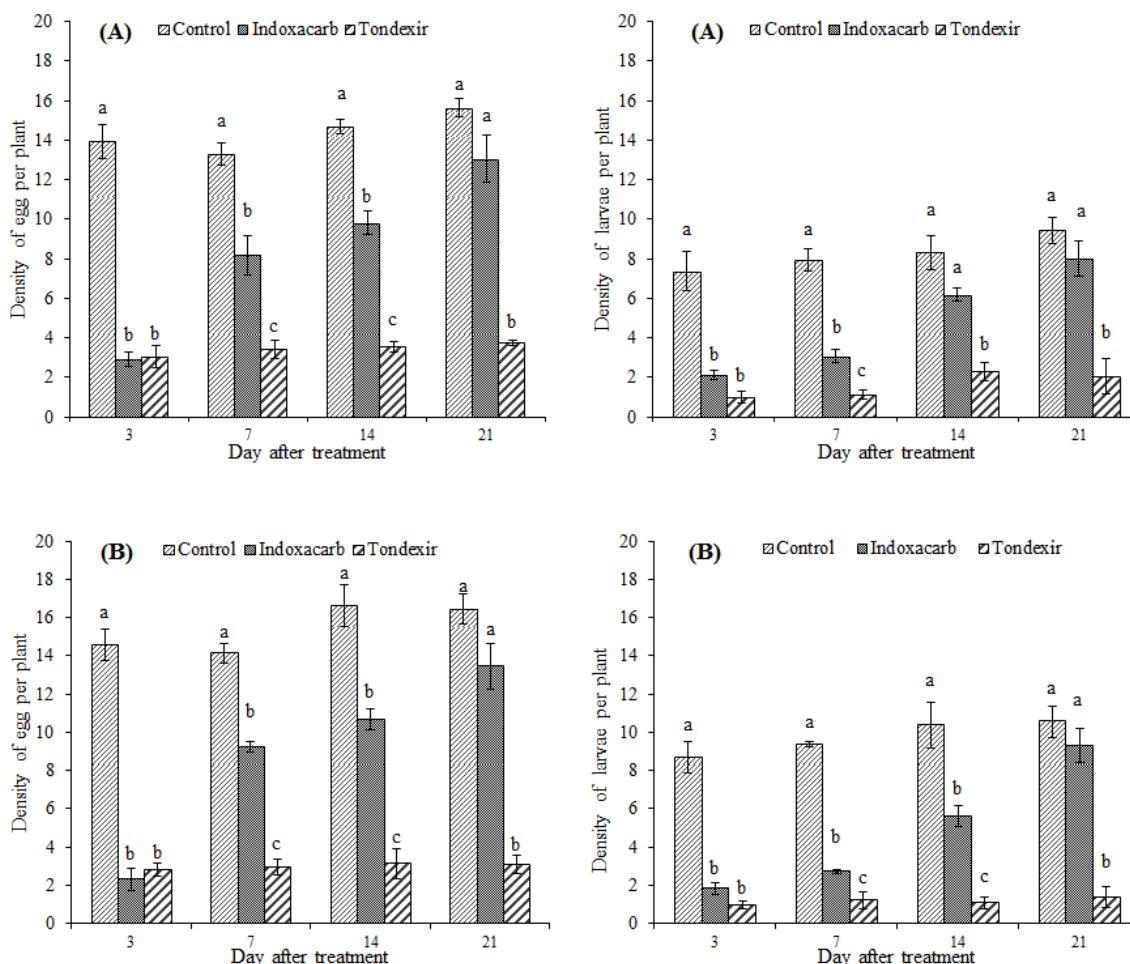 (A) Control Indoxacarb Tondexir
Density of egg per plant
20
18
16
14
12
10
8
6
4
2
0
a
b
b
a
b
c
a
b
c
a
a
b
3 7 14 21
Day after treatment
(A) Control Indoxacarb Tondexir
Density of larvae per plant
20
18
16
14
12
10
8
6
4
2
0
a
b
b
a
b
c
a
a
b
a
a
b
3 7 14 21
Day after treatment
(B) Control Indoxacarb Tondexir
Density of egg per plant
20
18
16
14
12
10
8
6
4
2
0
a
b
b
a
b
c
a
b
c
a
a
b
3 7 14 21
Day after treatment
(B) Control Indoxacarb Tondexir
Density of larvae per plant
20
18
16
14
12
10
8
6
4
2
0
a
b
b
a
b
c
a
b
c
a
a
b
3 7 14 21
Day after treatment